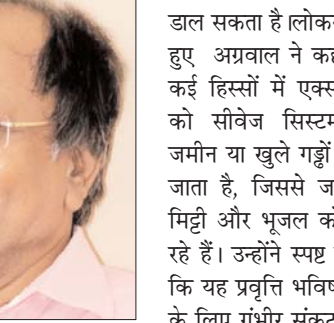 डाल सकता है।लोक
हुए अग्रवाल ने कह
कई हिस्सों में एक्स
को सीवेज सिस्टम
जमीन या खुले गड्ढों
जाता है, जिससे ज
मिट्टी और भूजल को
रहे हैं। उन्होंने स्पष्ट
कि यह प्रवृत्ति भविष
के लिए गंभीर संकट